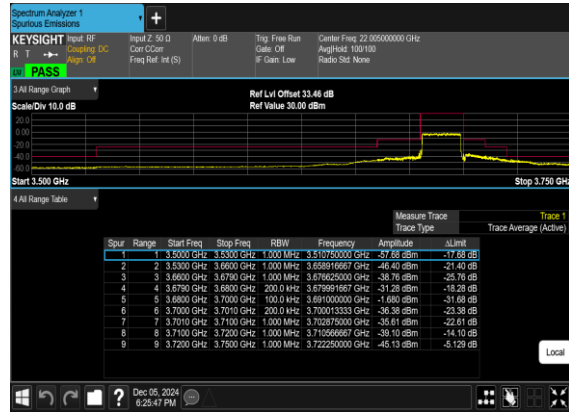 Spectrum Analyzer 1
Spurious Emissions
KEYSIGHT Input: RF Input Z: 50 Ω Atten: 0 dB Trig: Free Run Center Freq: 22.005000000 GHz
R T Coupling: DC Corr CCorr Gate: Off Avg|Hold: 100/100
Align: Off Freq Ref: Int (S) IF Gain: Low Radio Std: None
PASS
3 All Range Graph
Ref Lvl Offset 33.46 dB
Scale/Div 10.0 dB Ref Value 30.00 dBm
20.0
0.00
-20.0
-40.0
-60.0
Start 3.500 GHz Stop 3.750 GHz
4 All Range Table
Measure Trace Trace 1
Trace Type Trace Average (Active)
Spur Range Start Freq Stop Freq RBW Frequency Amplitude ΔLimit
1 1 3.5000 GHz 3.5300 GHz 1.000 MHz 3.510750000 GHz -57.68 dBm -17.68 dB
2 2 3.5300 GHz 3.6600 GHz 1.000 MHz 3.658916667 GHz -46.40 dBm -21.40 dB
3 3 3.6600 GHz 3.6790 GHz 1.000 MHz 3.676625000 GHz -38.76 dBm -25.76 dB
4 4 3.6790 GHz 3.6800 GHz 200.0 kHz 3.679991667 GHz -31.28 dBm -18.28 dB
5 5 3.6800 GHz 3.7000 GHz 100.0 kHz 3.691000000 GHz -1.680 dBm -31.68 dB
6 6 3.7000 GHz 3.7010 GHz 200.0 kHz 3.700013333 GHz -36.38 dBm -23.38 dB
7 7 3.7010 GHz 3.7100 GHz 1.000 MHz 3.702875000 GHz -35.61 dBm -22.61 dB
8 8 3.7100 GHz 3.7200 GHz 1.000 MHz 3.710566667 GHz -39.10 dBm -14.10 dB
9 9 3.7200 GHz 3.7500 GHz 1.000 MHz 3.722250000 GHz -45.13 dBm -5.129 dB
Local
Dec 05, 2024
6:25:47 PM